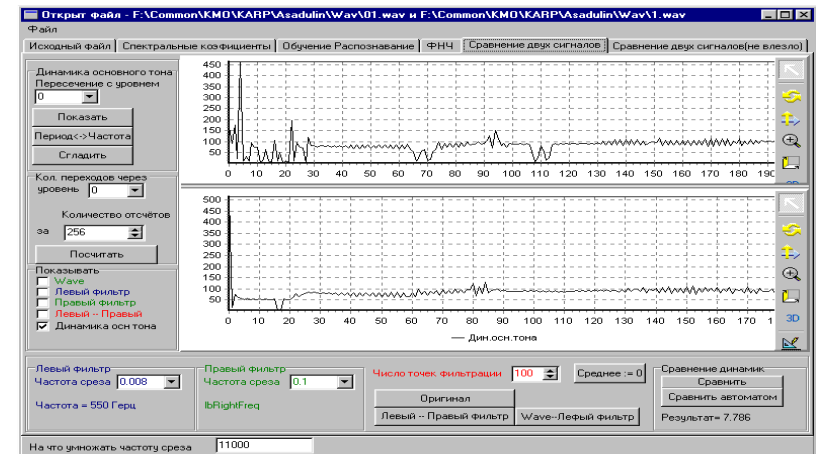 Открыт файл - F:\Common\KMO\KARP\Asadulin\Wav\01.wav и F:\Common\KMO\KARP\Asadulin\Wav\1.wav
Файл
Исходный файл Спектральные коэфициенты Обучение Распознавание ФНЧ Сравнение двух сигналов Сравнение двух сигналов(не влезло)
Динамика основного тона
Пересечение с уровнем
0
Показать
Период<->Частота
Сгладить
Кол. переходов через
уровень 0
Количество отсчётов
за 256
Посчитать
Показывать
Wave
Левый фильтр
Правый фильтр
Левый -- Правый
Динамика осн тона
450
400
350
300
250
200
150
100
50
0 10 20 30 40 50 60 70 80 90 100 110 120 130 140 150 160 170 180 190
500
450
400
350
300
250
200
150
100
50
0 10 20 30 40 50 60 70 80 90 100 110 120 130 140 150 160 170 1
3D
— Дин.осн.тона
Левый фильтр
Частота среза 0.008
Частота = 550 Герц
Правый фильтр
Частота среза 0.1
lbRightFreq
Число точек фильтрации 100 Среднее := 0
Оригинал
Левый -- Правый фильтр Wave--Лефый фильтр
Сравнение динамик
Сравнить
Сравнить автоматом
Результат= 7,786
На что умножать частоту среза 11000